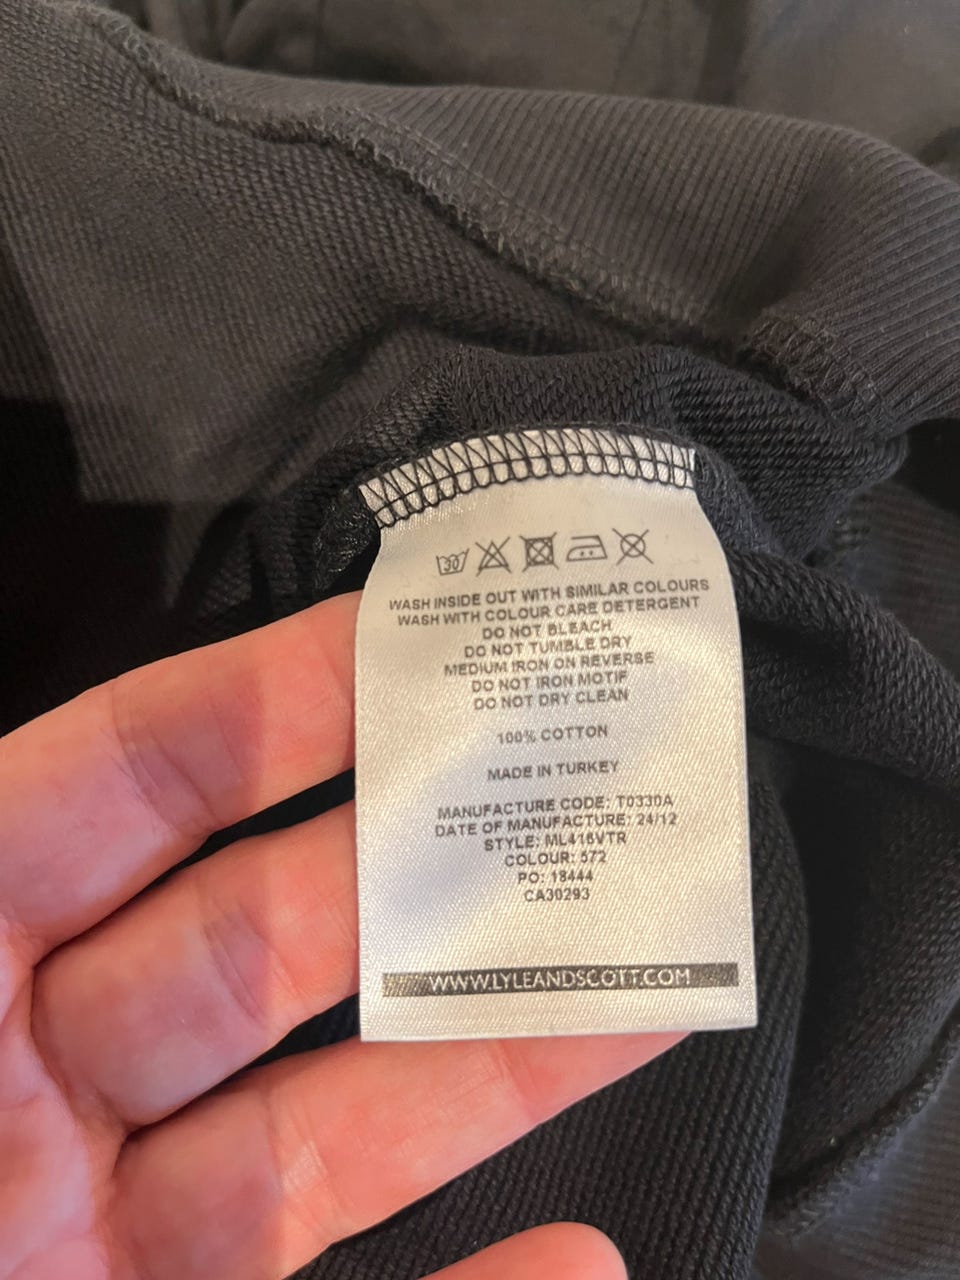 30
WASH INSIDE OUT WITH SIMILAR COLOURS
WASH WITH COLOUR CARE DETERGENT
DO NOT BLEACH
DO NOT TUMBLE DRY
MEDIUM IRON ON REVERSE
DO NOT IRON MOTIF
DO NOT DRY CLEAN
100% COTTON
MADE IN TURKEY
MANUFACTURE CODE: T0330A
DATE OF MANUFACTURE: 24/12
STYLE: ML416VTR
COLOUR: 572
PO: 18444
CA30293
WWW.LYLEANDSCOTT.COM